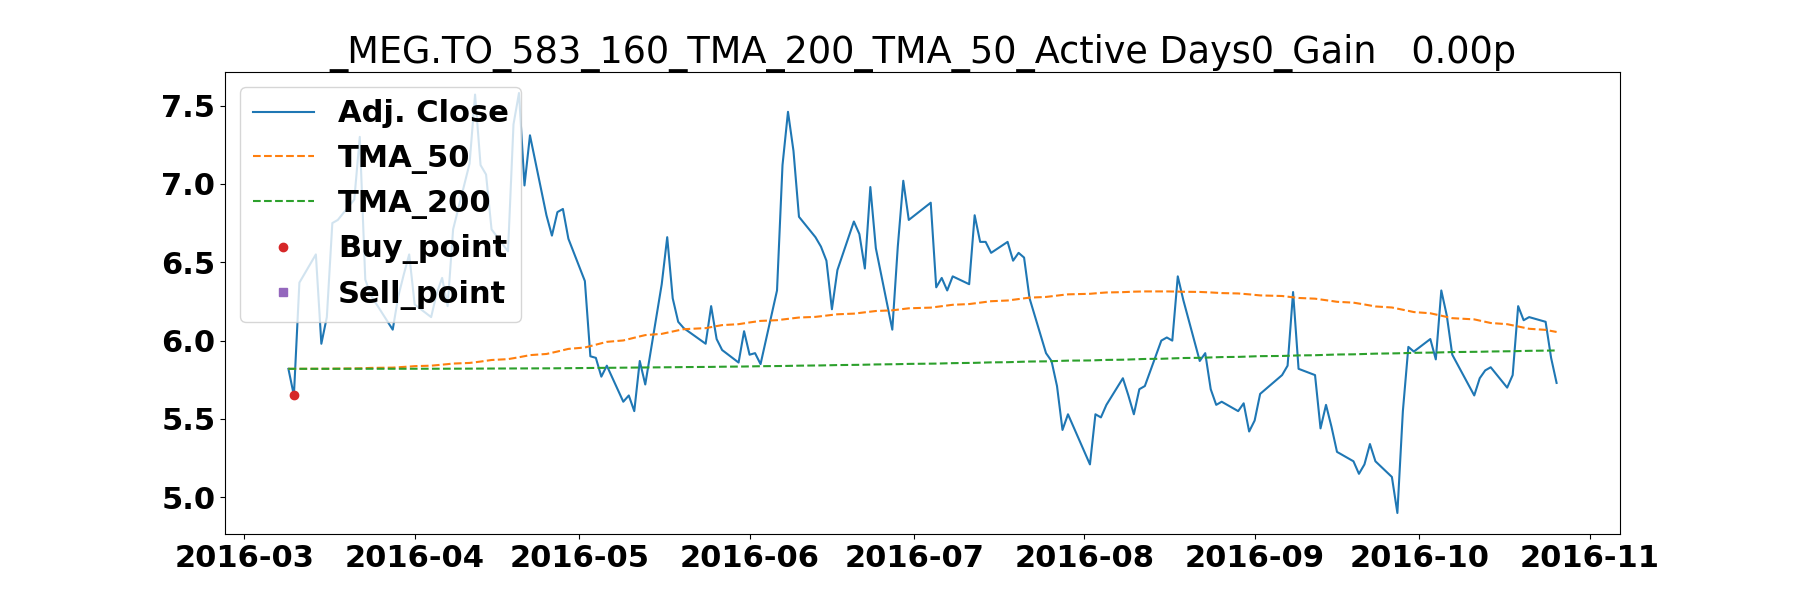 _MEG.TO_583_160_TMA_200_TMA_50_Active Days0_Gain   0.00p
7.5
7.0
6.5
6.0
5.5
5.0
Adj. Close
TMA_50
TMA_200
Buy_point
Sell_point
2016-03 2016-04 2016-05 2016-06 2016-07 2016-08 2016-09 2016-10 2016-11